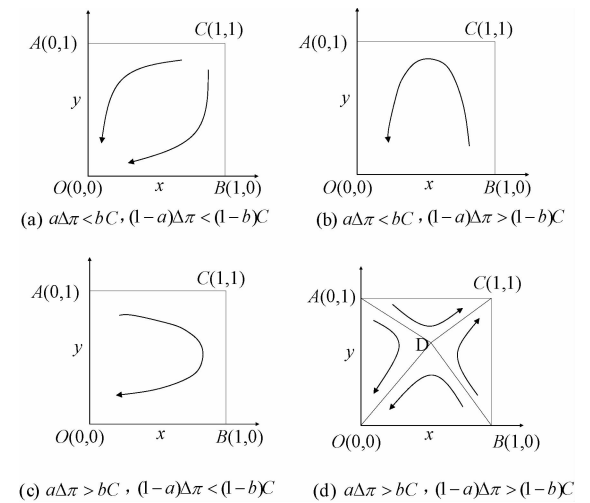 C(1,1)
A(0,1)
y
O(0,0) x B(1,0)
(a) aΔπ<bC,(1−a)Δπ<(1−b)C
C(1,1)
A(0,1)
y
O(0,0) x B(1,0)
(b) aΔπ<bC,(1−a)Δπ>(1−b)C
C(1,1)
A(0,1)
y
O(0,0) x B(1,0)
(c) aΔπ>bC,(1−a)Δπ<(1−b)C
C(1,1)
A(0,1)
D
y
O(0,0) x B(1,0)
(d) aΔπ>bC,(1−a)Δπ>(1−b)C